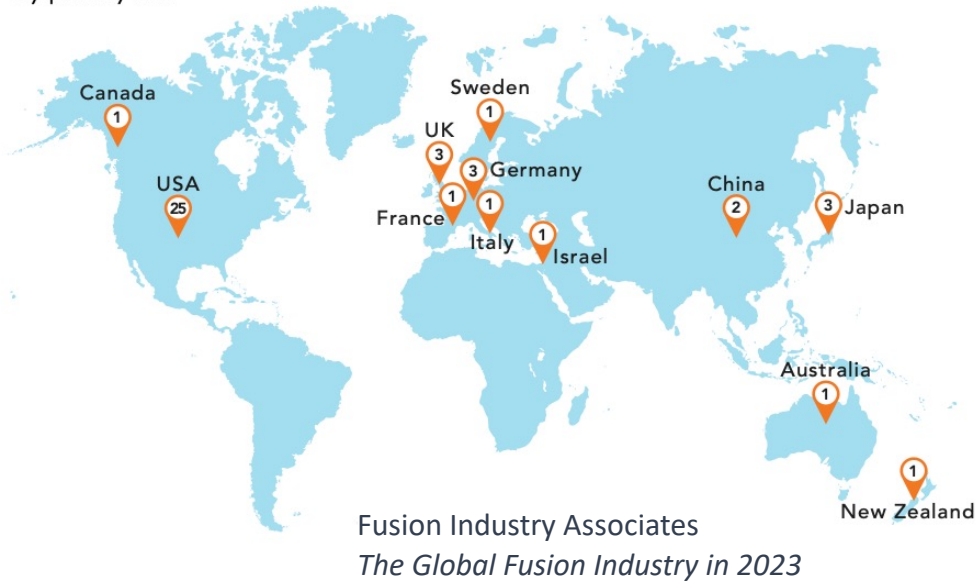 Canada
1
USA
25
Sweden
1
UK
3
3
Germany
1
France
1
Italy
1
Israel
China
2
3
Japan
Australia
1
1
New Zealand
Fusion Industry Associates
The Global Fusion Industry in 2023